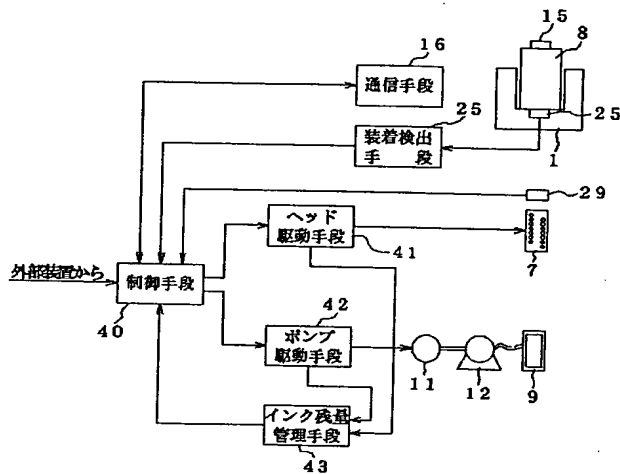 15
8
16
通信手段
25
25
装着検出
手段
1
29
ヘッド
駆動手段
41
7
外部装置から
制御手段
40
42
ポンプ
駆動手段
11
12
9
インク残量
管理手段
43